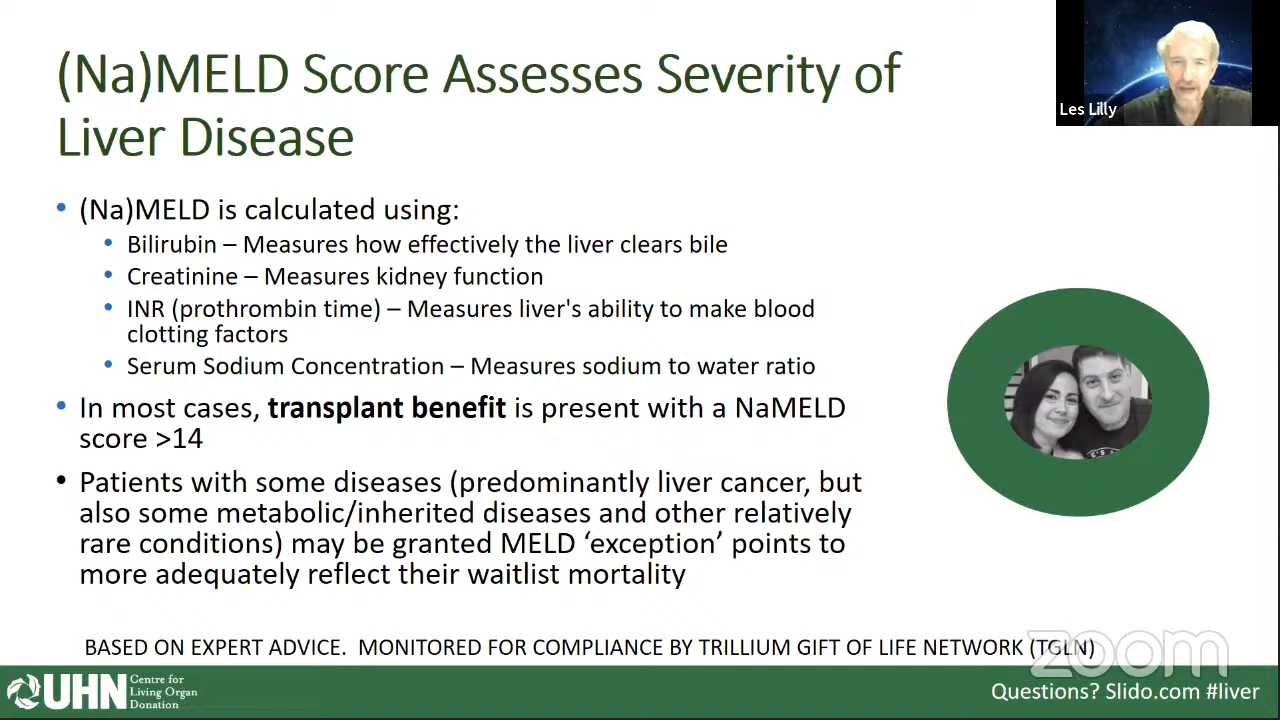 (Na)MELD Score Assesses Severity of
Liver Disease
Les Lilly
• (Na)MELD is calculated using:
• Bilirubin – Measures how effectively the liver clears bile
• Creatinine – Measures kidney function
• INR (prothrombin time) – Measures liver's ability to make blood
clotting factors
• Serum Sodium Concentration – Measures sodium to water ratio
• In most cases, transplant benefit is present with a NaMELD
score >14
• Patients with some diseases (predominantly liver cancer, but
also some metabolic/inherited diseases and other relatively
rare conditions) may be granted MELD ‘exception’ points to
more adequately reflect their waitlist mortality
BASED ON EXPERT ADVICE. MONITORED FOR COMPLIANCE BY TRILLIUM GIFT OF LIFE NETWORK (TGLN)
zoom
UHN
Centre for
Living Organ
Donation
Questions? Slido.com #liver